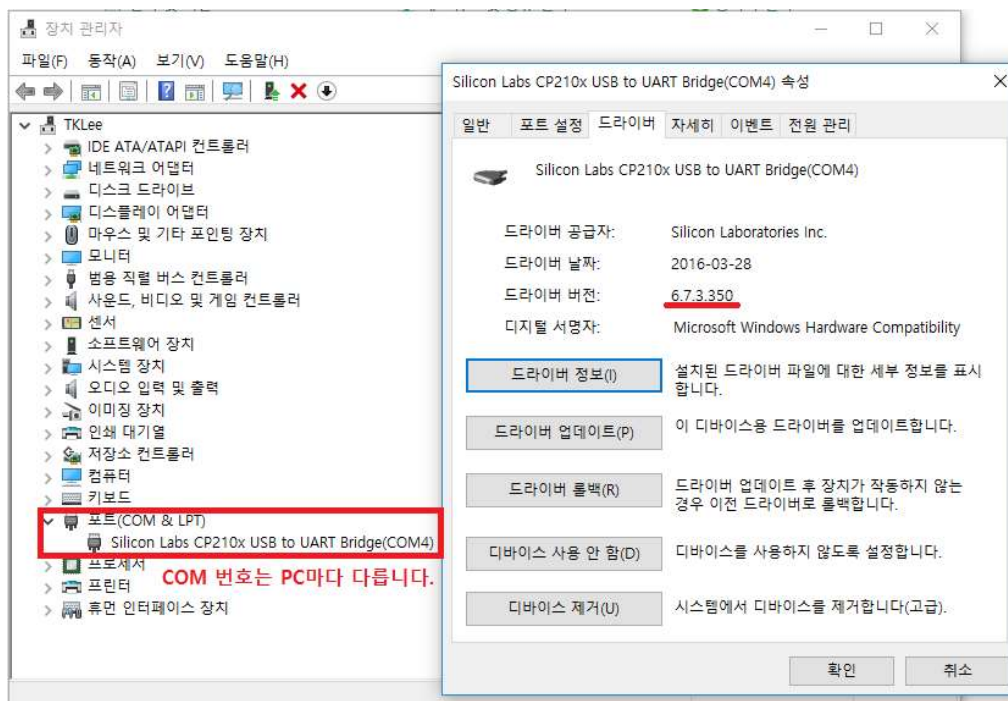 장치 관리자
파일(F) 동작(A) 보기(V) 도움말(H)
TKLee
IDE ATA/ATAPI 컨트롤러
네트워크 어댑터
디스크 드라이브
디스플레이 어댑터
마우스 및 기타 포인팅 장치
모니터
범용 직렬 버스 컨트롤러
사운드, 비디오 및 게임 컨트롤러
센서
소프트웨어 장치
시스템 장치
오디오 입력 및 출력
이미징 장치
인쇄 대기열
저장소 컨트롤러
컴퓨터
키보드
포트(COM & LPT)
Silicon Labs CP210x USB to UART Bridge(COM4)
프로세서
COM 번호는 PC마다 다릅니다.
프린터
휴먼 인터페이스 장치
Silicon Labs CP210x USB to UART Bridge(COM4) 속성
일반 포트 설정 드라이버 자세히 이벤트 전원 관리
Silicon Labs CP210x USB to UART Bridge(COM4)
드라이버 공급자: Silicon Laboratories Inc.
드라이버 날짜: 2016-03-28
드라이버 버전: 6.7.3.350
디지털 서명자: Microsoft Windows Hardware Compatibility
드라이버 정보(I) 설치된 드라이버 파일에 대한 세부 정보를 표시
합니다.
드라이버 업데이트(P) 이 디바이스용 드라이버를 업데이트합니다.
드라이버 롤백(R) 드라이버 업데이트 후 장치가 작동하지 않는
경우 이전 드라이버로 롤백합니다.
디바이스 사용 안 함(D) 디바이스를 사용하지 않도록 설정합니다.
디바이스 제거(U) 시스템에서 디바이스를 제거합니다(고급).
확인 취소